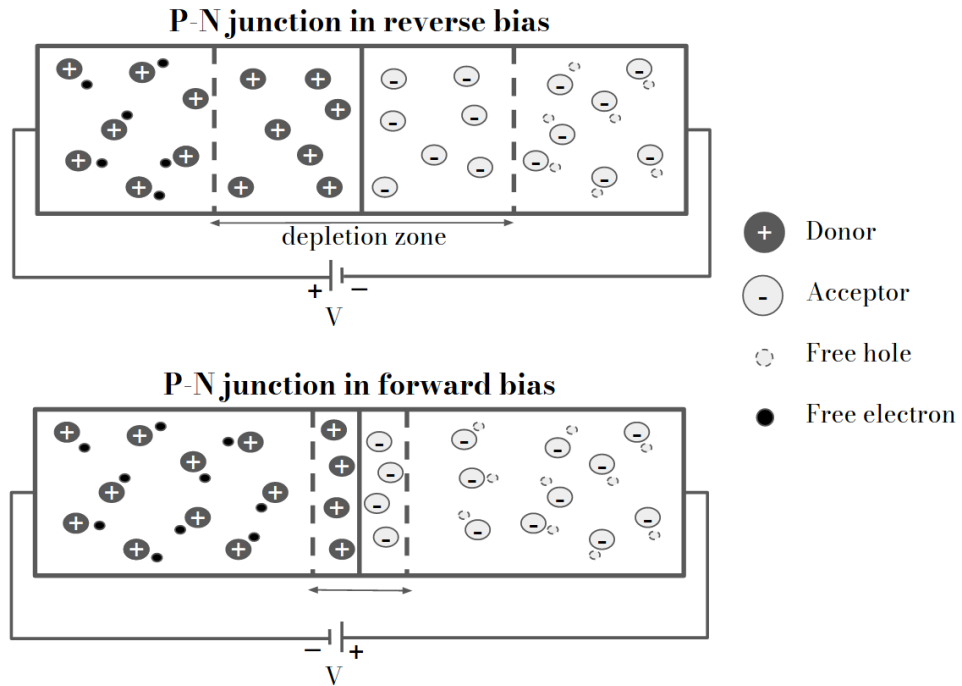 P-N junction in reverse bias
depletion zone
+ −
V
Donor
Acceptor
Free hole
Free electron
P-N junction in forward bias
− +
V